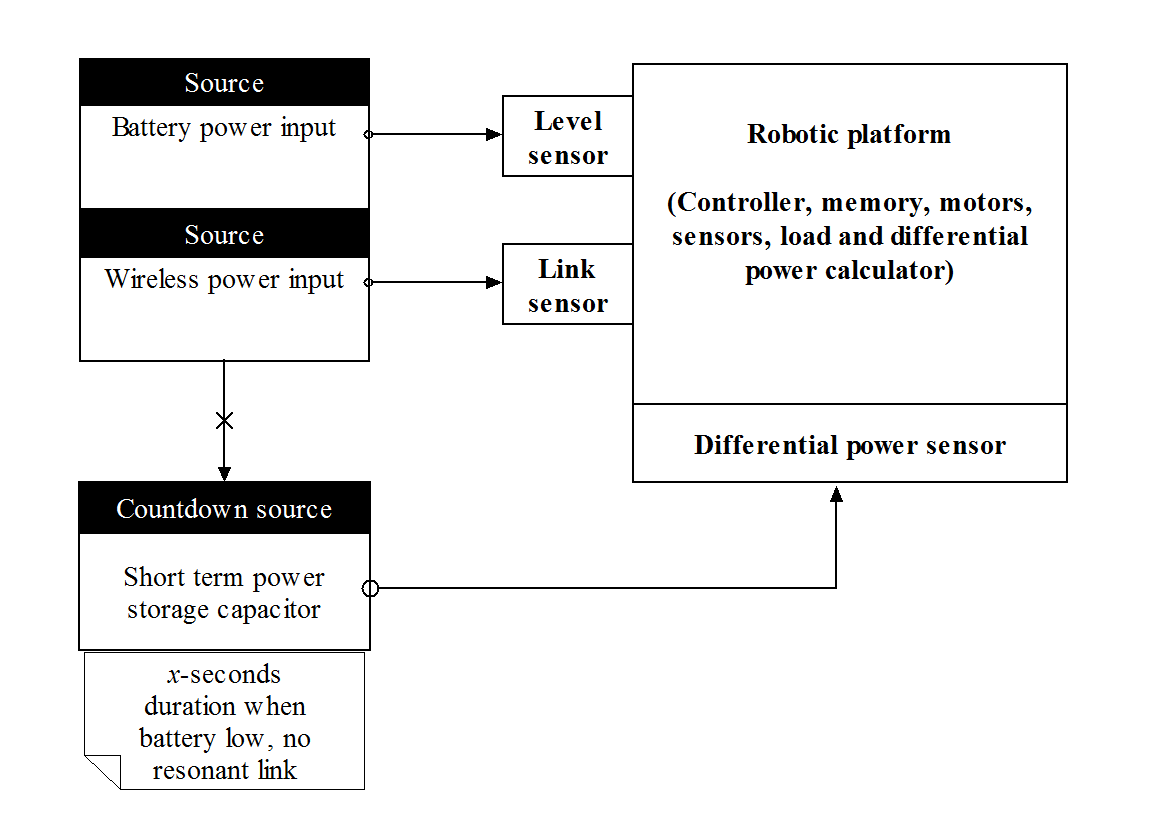 Source
Battery power input
Source
Wireless power input
Level
sensor
Link
sensor
Robotic platform
(Controller, memory, motors,
sensors, load and differential
power calculator)
Differential power sensor
Countdown source
Short term power
storage capacitor
x-seconds
duration when
battery low, no
resonant link